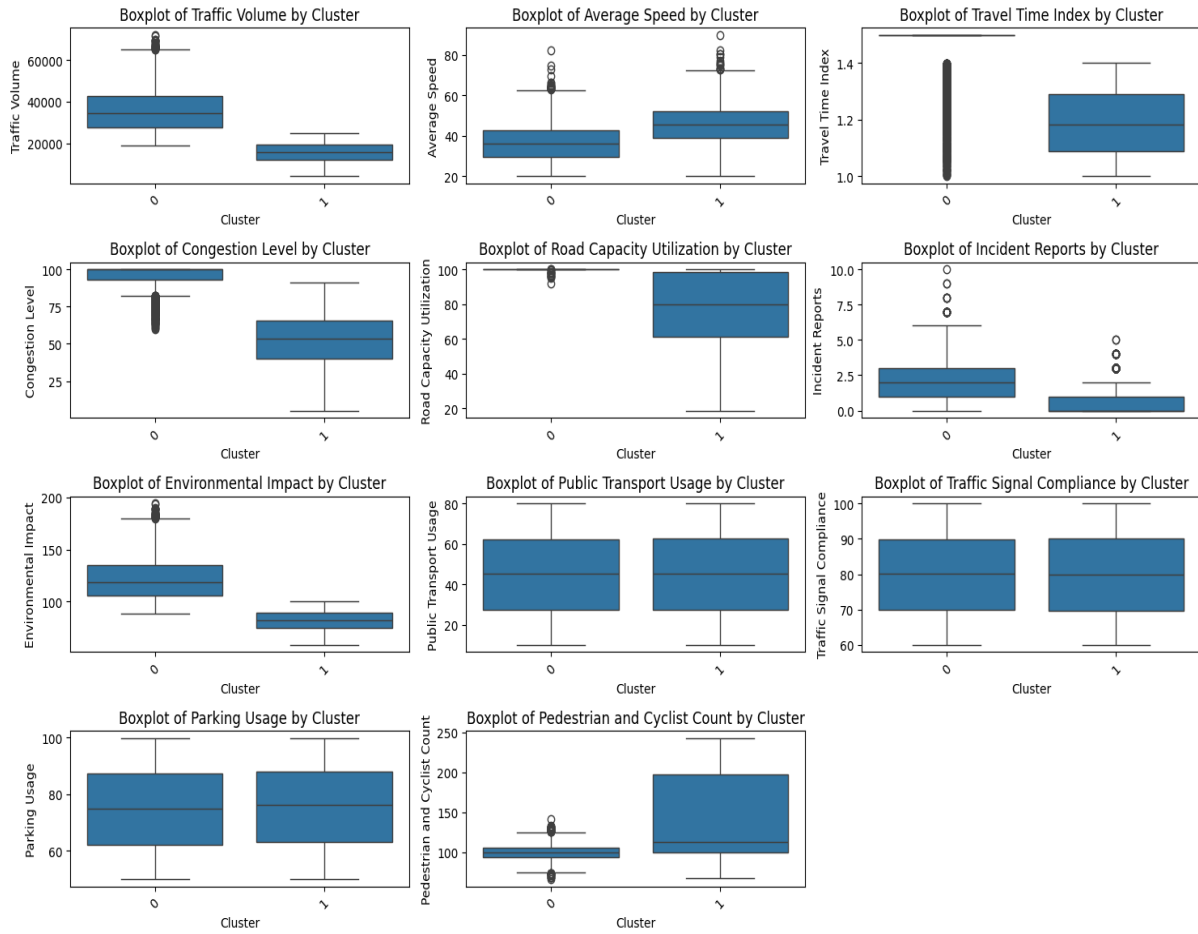 Boxplot of Traffic Volume by Cluster
Traffic Volume
60000
40000
20000
0
1
Cluster
Boxplot of Average Speed by Cluster
Average Speed
80
60
40
20
0
1
Cluster
Boxplot of Travel Time Index by Cluster
Travel Time Index
1.4
1.2
1.0
0
1
Cluster
Boxplot of Congestion Level by Cluster
Congestion Level
100
75
50
25
0
1
Cluster
Boxplot of Road Capacity Utilization by Cluster
Road Capacity Utilization
100
80
60
40
20
0
1
Cluster
Boxplot of Incident Reports by Cluster
Incident Reports
10.0
7.5
5.0
2.5
0.0
0
1
Cluster
Boxplot of Environmental Impact by Cluster
Environmental Impact
200
150
100
0
1
Cluster
Boxplot of Public Transport Usage by Cluster
Public Transport Usage
80
60
40
20
0
1
Cluster
Boxplot of Traffic Signal Compliance by Cluster
Traffic Signal Compliance
100
90
80
70
60
0
1
Cluster
Boxplot of Parking Usage by Cluster
Parking Usage
100
80
60
0
1
Cluster
Boxplot of Pedestrian and Cyclist Count by Cluster
Pedestrian and Cyclist Count
250
200
150
100
0
1
Cluster